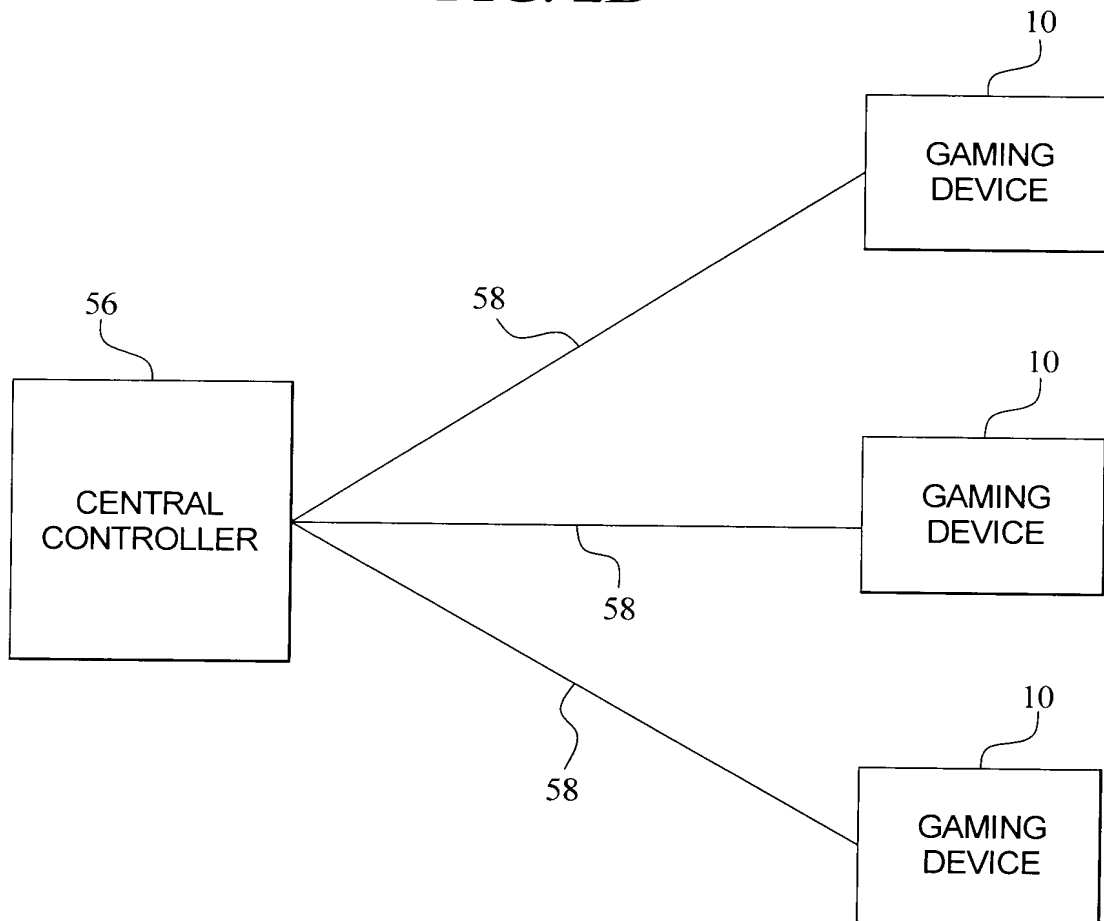 10
GAMING
DEVICE
58
56
10
CENTRAL
CONTROLLER
GAMING
DEVICE
58
10
58
GAMING
DEVICE